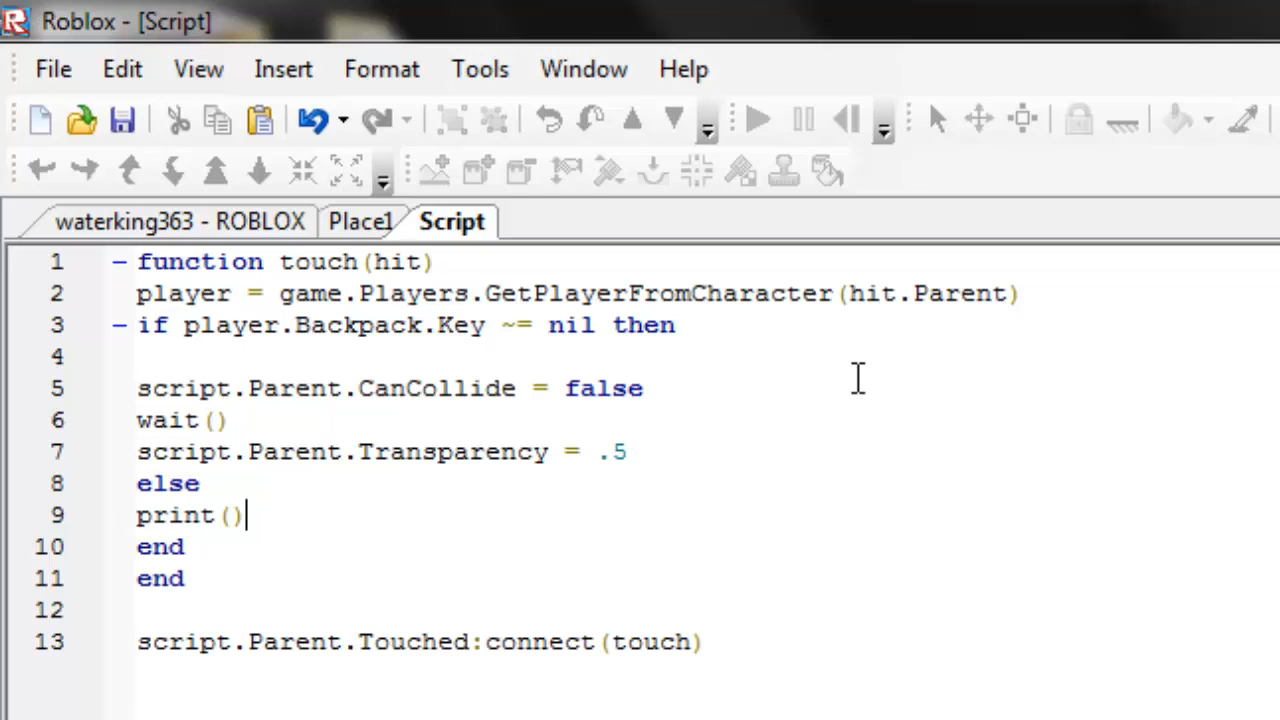 Roblox - [Script]
File Edit View Insert Format Tools Window Help
waterking363 - ROBLOX Place1 Script
1 function touch(hit)
2 player = game.Players.GetPlayerFromCharacter(hit.Parent)
3 if player.Backpack.Key ~= nil then
4
5 script.Parent.CanCollide = false
6 wait()
7 script.Parent.Transparency = .5
8 else
9 print()
10 end
11 end
12
13 script.Parent.Touched:connect(touch)